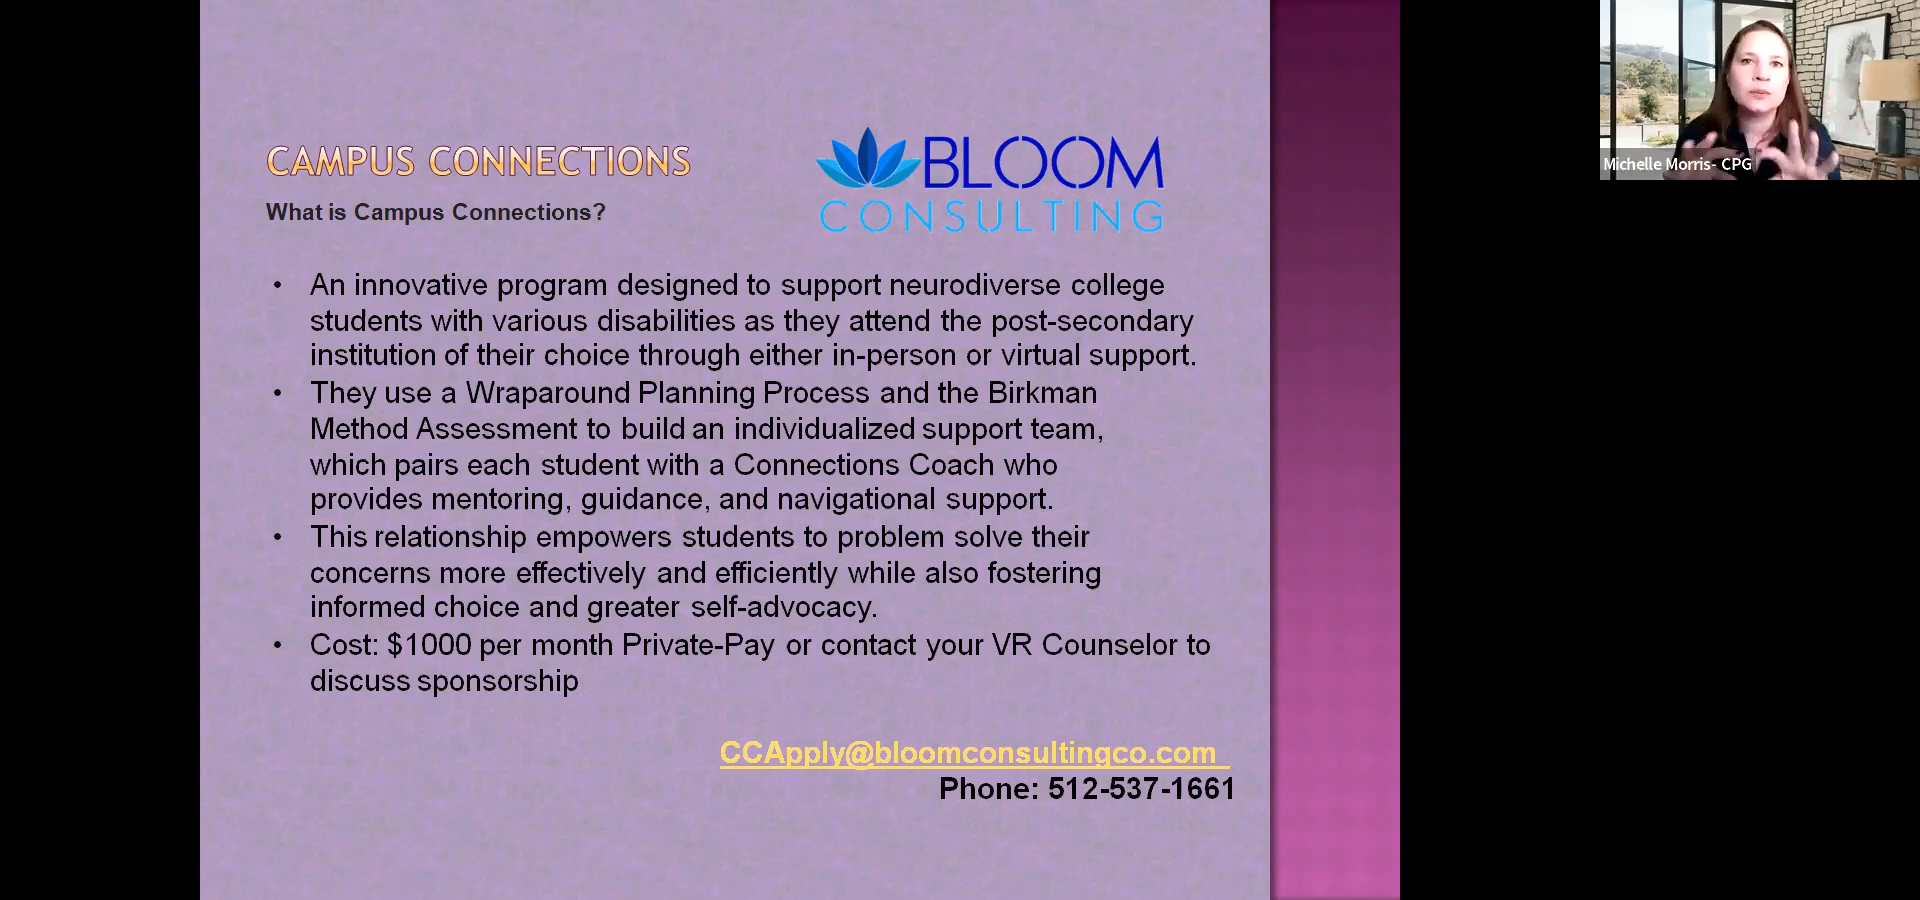 CAMPUS CONNECTIONS
BLOOM
CONSULTING
What is Campus Connections?
• An innovative program designed to support neurodiverse college
students with various disabilities as they attend the post-secondary
institution of their choice through either in-person or virtual support.
• They use a Wraparound Planning Process and the Birkman
Method Assessment to build an individualized support team,
which pairs each student with a Connections Coach who
provides mentoring, guidance, and navigational support.
• This relationship empowers students to problem solve their
concerns more effectively and efficiently while also fostering
informed choice and greater self-advocacy.
• Cost: $1000 per month Private-Pay or contact your VR Counselor to
discuss sponsorship
CCApply@bloomconsultingco.com
Phone: 512-537-1661
Michelle Morris- CPG